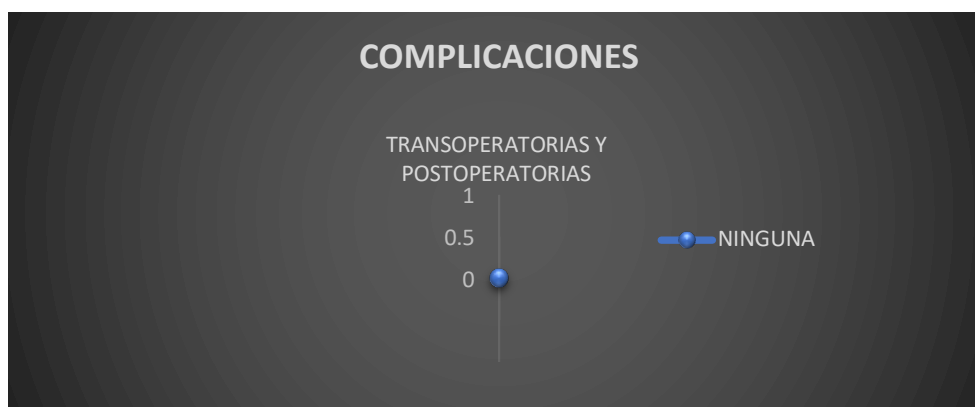 COMPLICACIONES
TRANSOPERATORIAS Y
POSTOPERATORIAS
1
0.5
0
NINGUNA